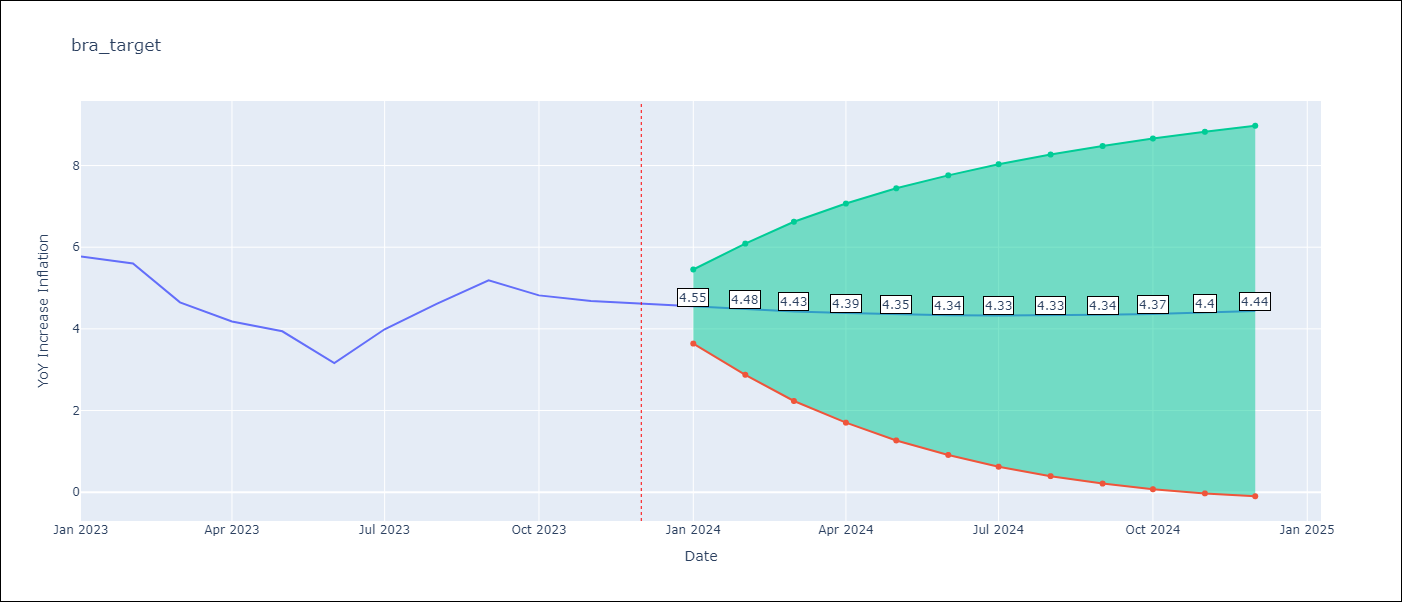 bra_target
YoY Increase Inflation
8
6
4
2
0
4.55 4.48 4.43 4.39 4.35 4.34 4.33 4.33 4.34 4.37 4.4 4.44
Jan 2023 Apr 2023 Jul 2023 Oct 2023 Jan 2024 Apr 2024 Jul 2024 Oct 2024 Jan 2025
Date